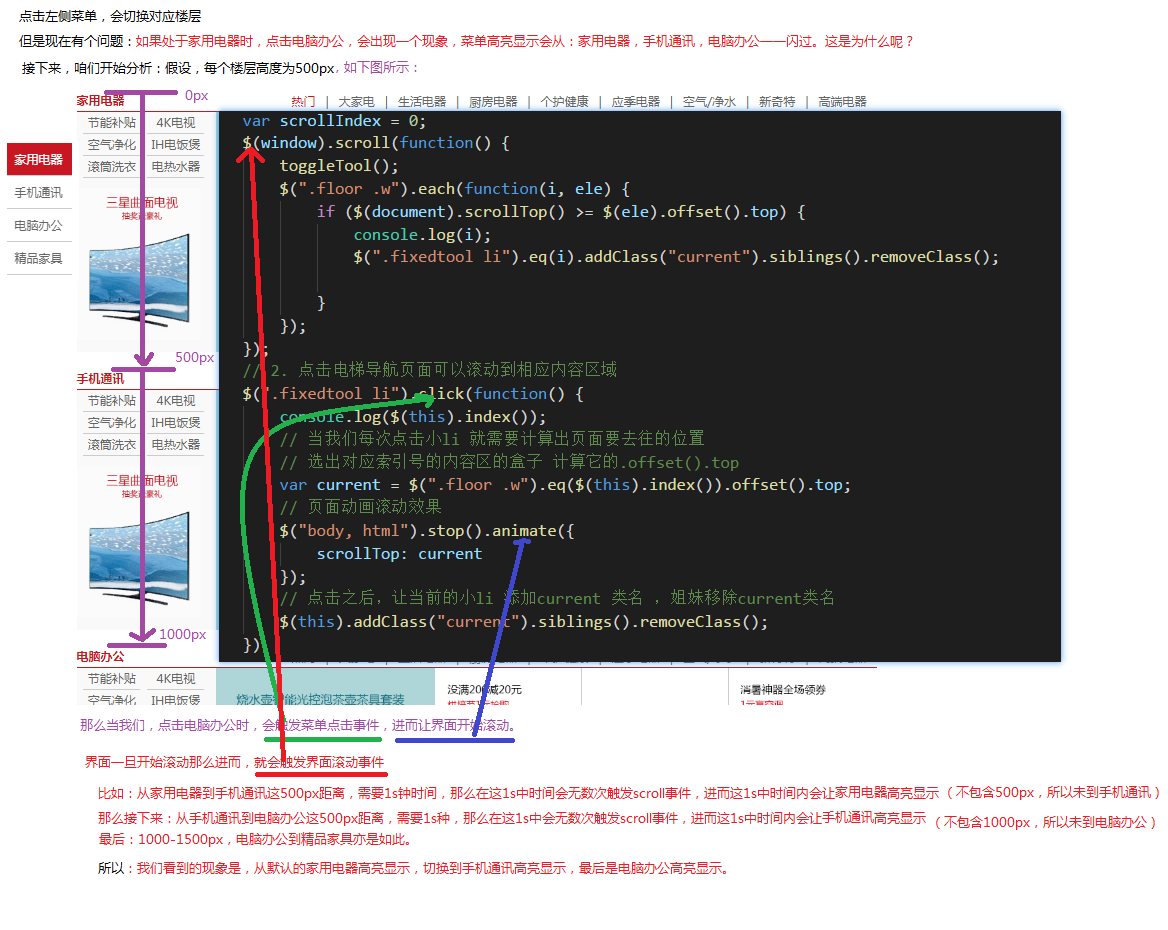 点击左侧菜单，会切换对应楼层
但是现在有个问题：如果处于家用电器时，点击电脑办公，会出现一个现象，菜单高亮显示会从：家用电器，手机通讯，电脑办公一一闪过。这是为什么呢？
接下来，咱们开始分析：假设，每个楼层高度为500px，如下图所示：
家用电器 0px 热门 | 大家电 | 生活电器 | 厨房电器 | 个护健康 | 应季电器 | 空气/净水 | 新奇特 | 高端电器
节能补贴 4K电视
空气净化 IH电饭煲
滚筒洗衣 电热水器
家用电器
手机通讯
电脑办公
精品家具
三星曲面电视
抽奖赢豪礼
500px
手机通讯
节能补贴 4K电视
空气净化 IH电饭煲
滚筒洗衣 电热水器
三星曲面电视
抽奖赢豪礼
1000px
电脑办公
节能补贴 4K电视
空气净化 IH电饭煲
var scrollIndex = 0;
$(window).scroll(function() {
toggleTool();
$(".floor .w").each(function(i, ele) {
if ($(document).scrollTop() >= $(ele).offset().top) {
console.log(i);
$(".fixedtool li").eq(i).addClass("current").siblings().removeClass();
}
});
});
// 2. 点击电梯导航页面可以滚动到相应内容区域
$(".fixedtool li").click(function() {
console.log($(this).index());
// 当我们每次点击小li 就需要计算出页面要去往的位置
// 选出对应索引号的内容区的盒子 计算它的.offset().top
var current = $(".floor .w").eq($(this).index()).offset().top;
// 页面动画滚动效果
$("body, html").stop().animate({
scrollTop: current
});
// 点击之后，让当前的小li 添加current 类名 ，姐妹移除current类名
$(this).addClass("current").siblings().removeClass();
})
烧水壶智能光控泡茶壶茶具套装
没满200减20元
消暑神器全场领券
那么当我们，点击电脑办公时，会触发菜单点击事件，进而让界面开始滚动。
界面一旦开始滚动那么进而，就会触发界面滚动事件
比如：从家用电器到手机通讯这500px距离，需要1s钟时间，那么在这1s中时间会无数次触发scroll事件，进而这1s中时间内会让家用电器高亮显示（不包含500px，所以未到手机通讯）
那么接下来：从手机通讯到电脑办公这500px距离，需要1s种，那么在这1s中会无数次触发scroll事件，进而这1s中时间内会让手机通讯高亮显示（不包含1000px，所以未到电脑办公）
最后：1000-1500px，电脑办公到精品家具亦是如此。
所以：我们看到的现象是，从默认的家用电器高亮显示，切换到手机通讯高亮显示，最后是电脑办公高亮显示。